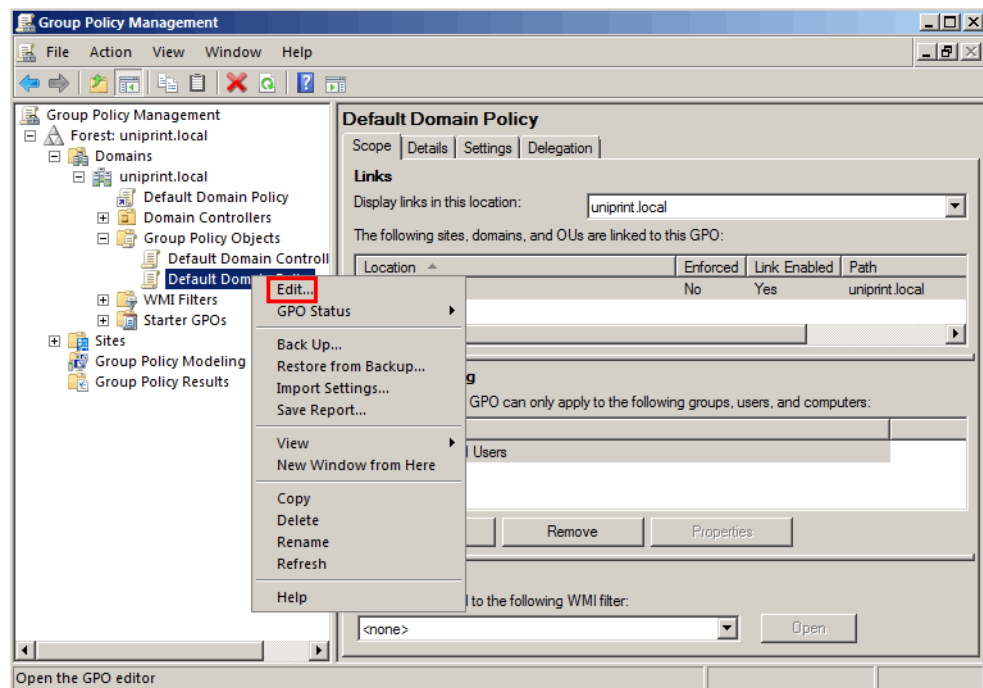 Group Policy Management
File Action View Window Help
Group Policy Management
Forest: uniprint.local
Domains
uniprint.local
Default Domain Policy
Domain Controllers
Group Policy Objects
Default Domain Controll
Default Dom
WMI Filters
Starter GPOs
Sites
Group Policy Modeling
Group Policy Results
Default Domain Policy
Scope Details Settings Delegation
Links
Display links in this location: uniprint.local
The following sites, domains, and OUs are linked to this GPO:
Location Enforced Link Enabled Path
No Yes uniprint.local
GPO can only apply to the following groups, users, and computers:
Users
Remove Properties
to the following WMI filter:
<none> Open
Edit...
GPO Status
Back Up...
Restore from Backup...
Import Settings...
Save Report...
View
New Window from Here
Copy
Delete
Rename
Refresh
Help
Open the GPO editor